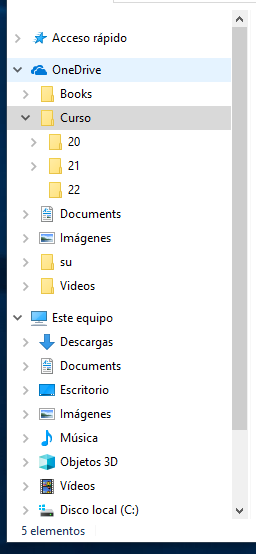 Acceso rápido
OneDrive
Books
Curso
20
21
22
Documents
Imágenes
su
Videos
Este equipo
Descargas
Documents
Escritorio
Imágenes
Música
Objetos 3D
Vídeos
Disco local (C:)
5 elementos